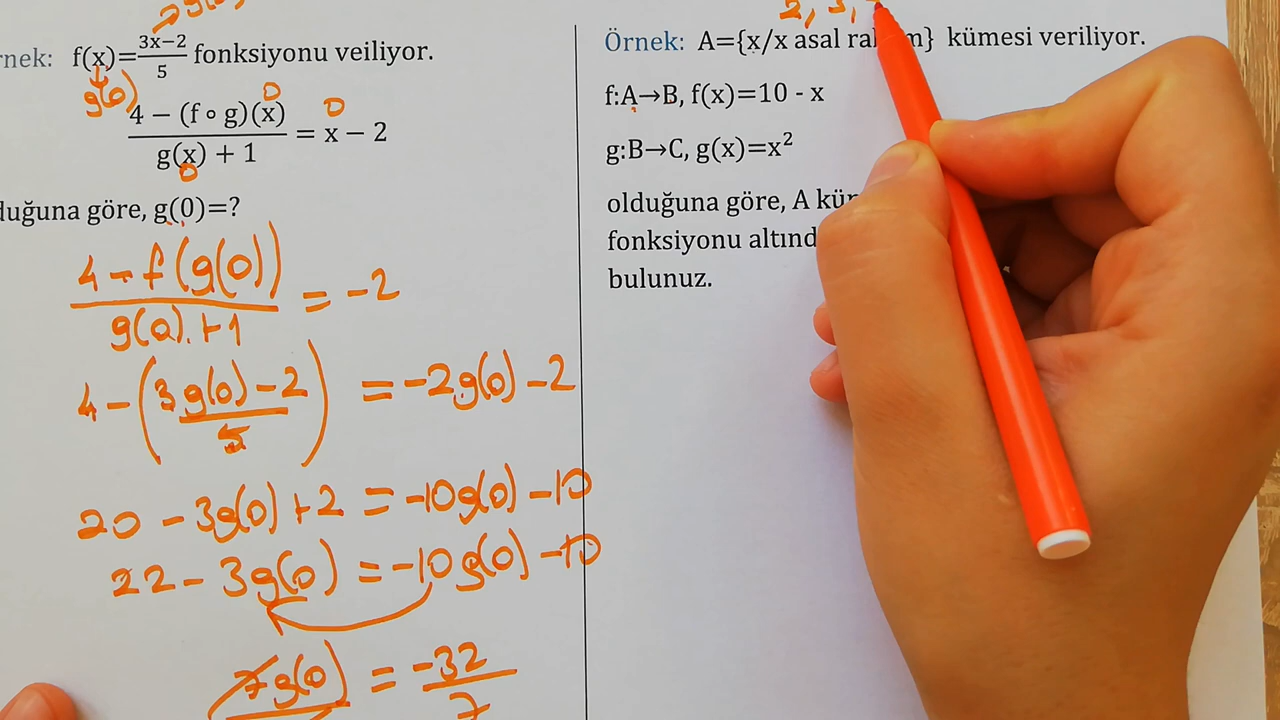 g(0)
rnek: f(x)=3x−2/5 fonksiyonu veiliyor.
g(0)
0
0
4 − (f ∘ g)(x) / g(x) + 1 = x − 2
0
duğuna göre, g(0)=?
4 - f(g(0)) / g(0) + 1 = -2
4 - (3g(0) - 2 / 5) = -2g(0) - 2
20 - 3g(0) + 2 = -10g(0) - 10
22 - 3g(0) = -10g(0) - 10
7g(0) = -32 / 7
2, 3,
Örnek: A={x/x asal m} kümesi veriliyor.
f:A→B, f(x)=10 - x
g:B→C, g(x)=x²
olduğuna göre, A
fonksiyonu
bulunuz.